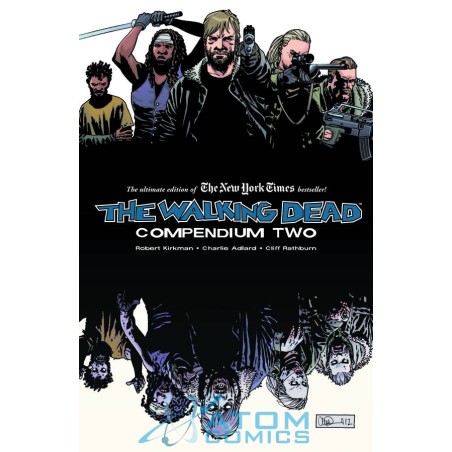 The ultimate edition of The New York Times bestseller!
THE WALKING DEAD
COMPENDIUM TWO
Robert Kirkman • Charlie Adlard • Cliff Rathburn
ATOM
COMICS